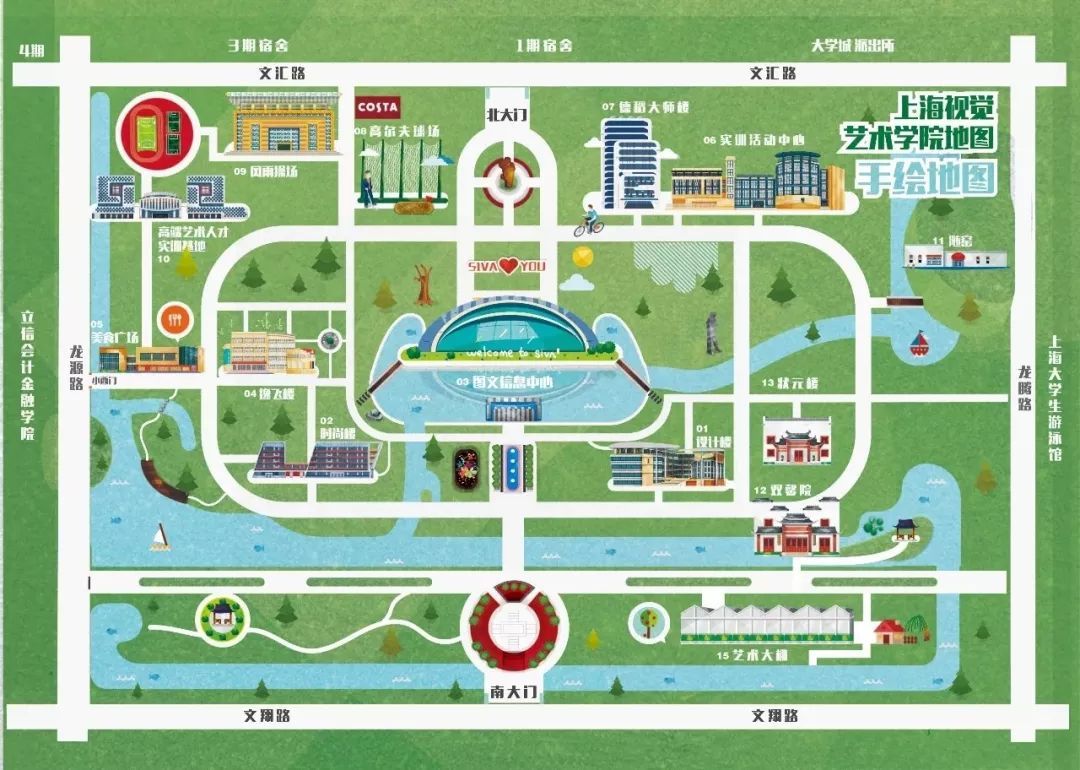 4期
3期宿舍
1期宿舍
大学城 派出所
文汇路
文汇路
COSTA
北大门
07 德稻大师楼
上海视觉
艺术学院地图
手绘地图
08 高尔夫球场
06 实训活动中心
09 风雨操场
高端艺术人才
实训基地
10
11 陶窑
SIVA YOU
立信会计金融学院
龙源路
05
美食广场
小西门
welcome to siva!
03 图文信息中心
04 锦飞楼
13 状元楼
龙腾路
上海大学生游泳馆
02
时尚楼
01
设计楼
12 双馨院
15 艺术大棚
南大门
文翔路
文翔路